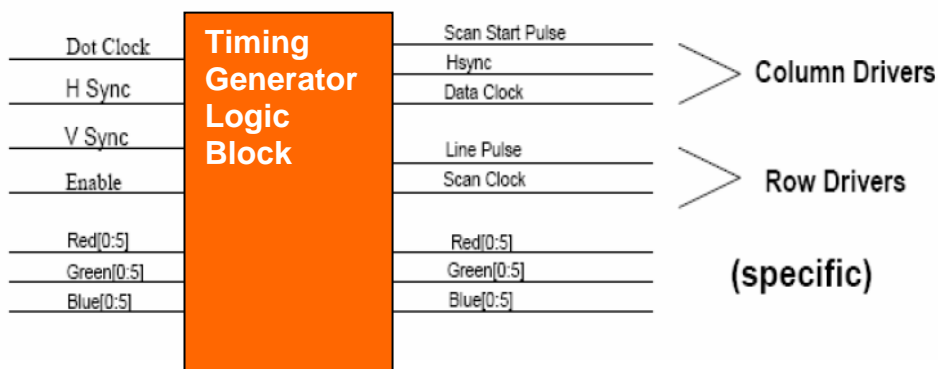 Dot Clock
H Sync
V Sync
Enable
Red[0:5]
Green[0:5]
Blue[0:5]
Timing
Generator
Logic
Block
Scan Start Pulse
Hsync
Data Clock
Line Pulse
Scan Clock
Red[0:5]
Green[0:5]
Blue[0:5]
Column Drivers
Row Drivers
(specific)